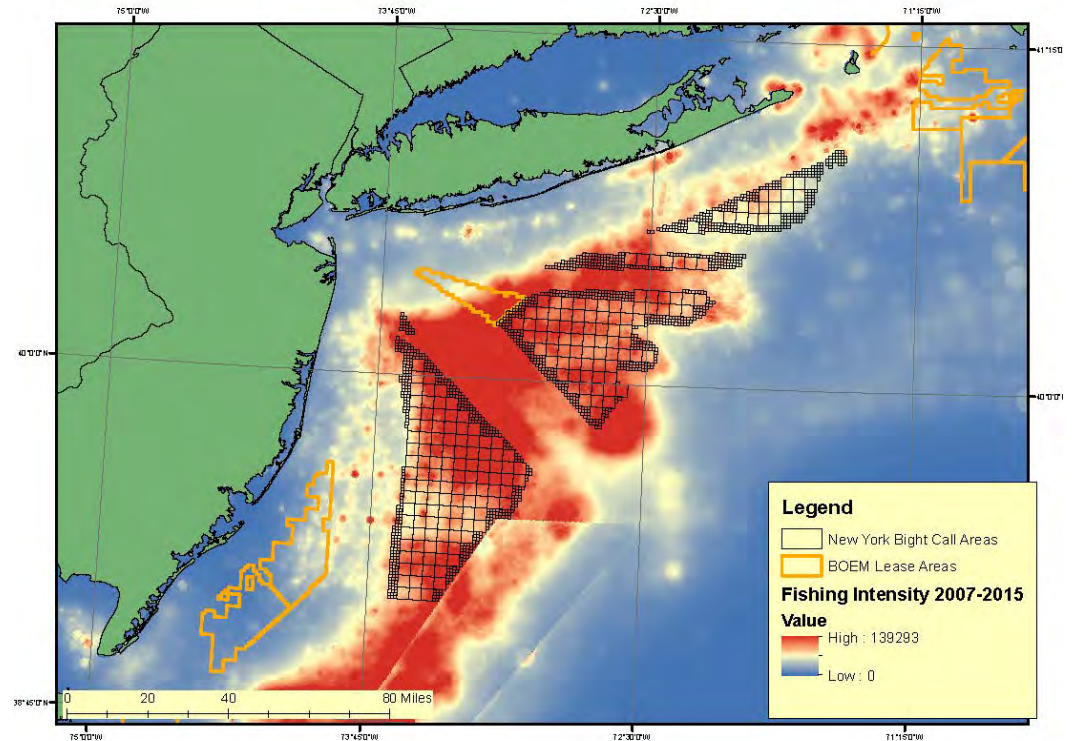 75°0'0"W
73°45'0"W
72°30'0"W
71°15'0"W
41°15'0
40°0'0"N
40°0'0
38°45'0"N
0 20 40 80 Miles
Legend
New York Bight Call Areas
BOEM Lease Areas
Fishing Intensity 2007-2015
Value
High : 139293
Low : 0
75°0'0"W
73°45'0"W
72°30'0"W
71°15'0"W